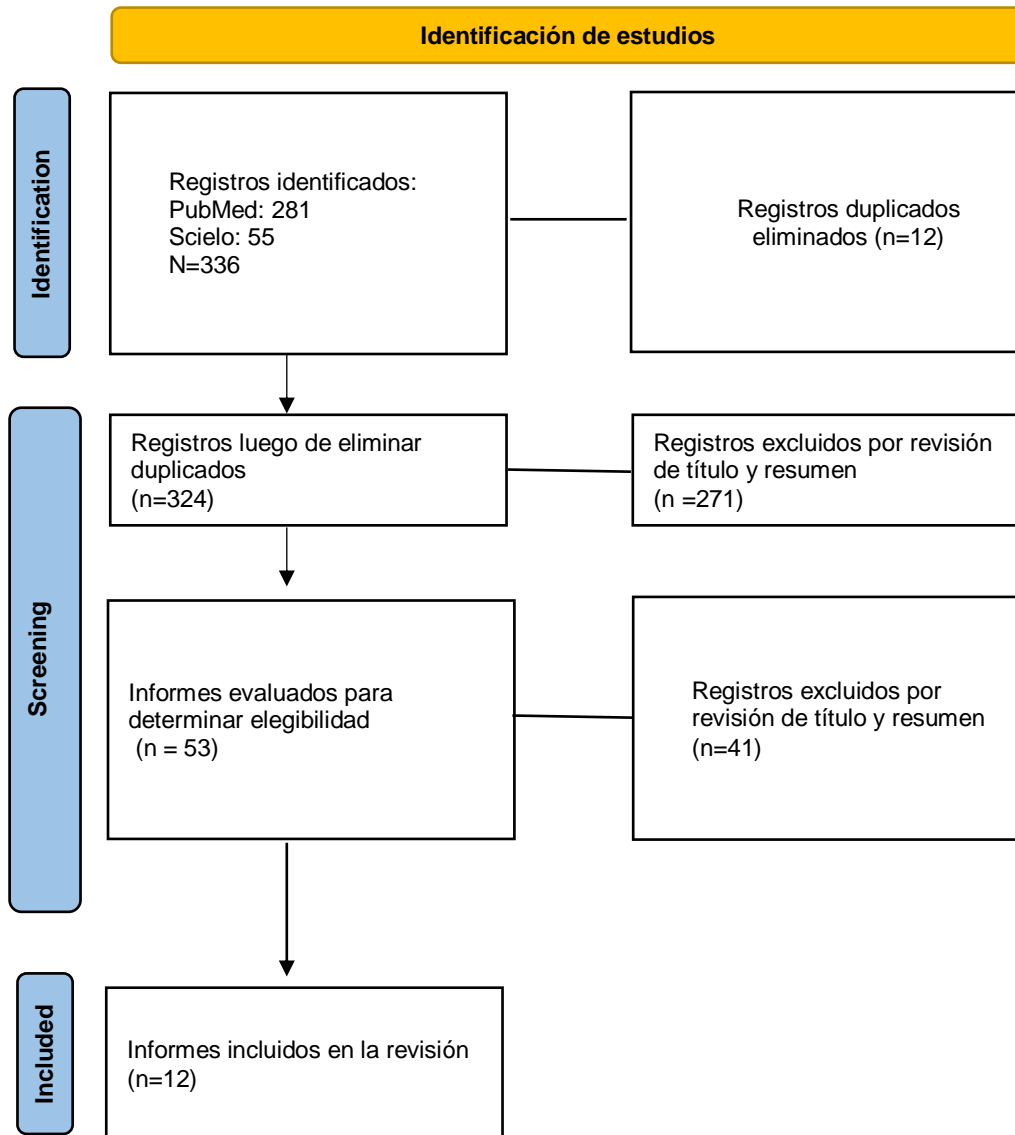 Identificación de estudios
Identification
Registros identificados:
PubMed: 281
Scielo: 55
N=336
Registros duplicados
eliminados (n=12)
Screening
Registros luego de eliminar
duplicados
(n=324)
Registros excluidos por revisión
de título y resumen
(n =271)
Informes evaluados para
determinar elegibilidad
(n = 53)
Registros excluidos por
revisión de título y resumen
(n=41)
Included
Informes incluidos en la revisión
(n=12)